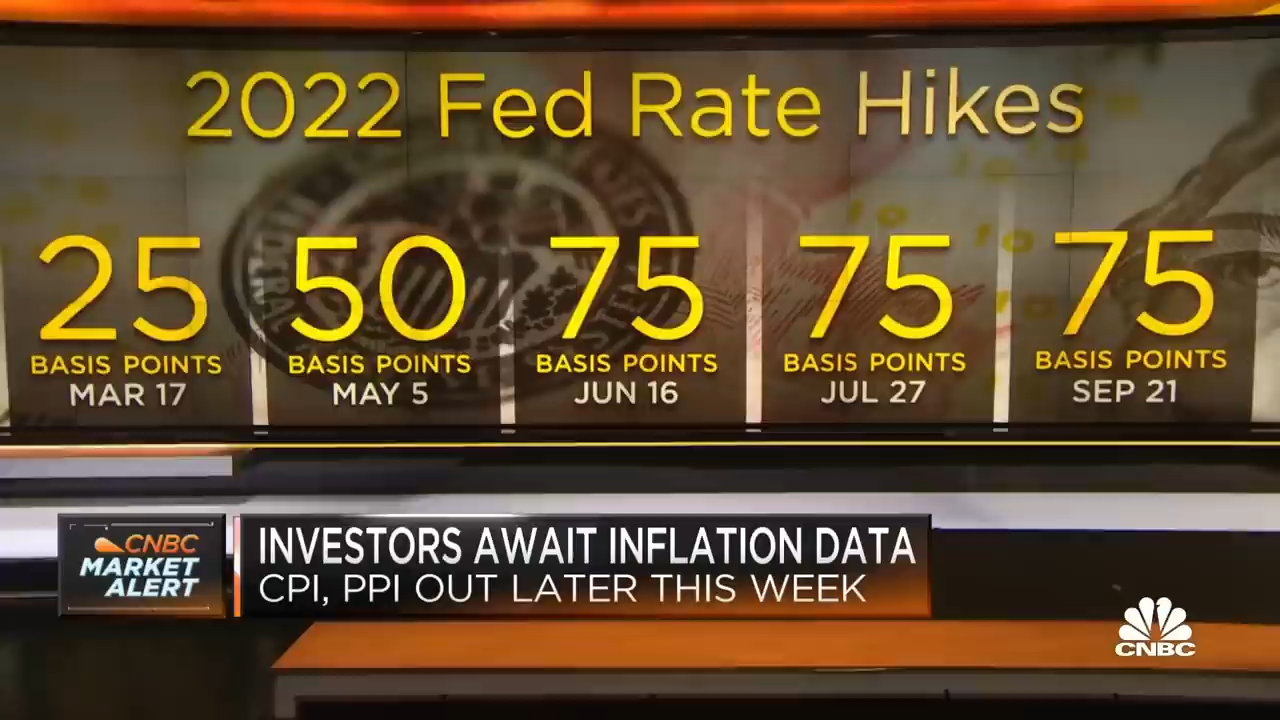 2022 Fed Rate Hikes
25
BASIS POINTS
MAR 17
50
BASIS POINTS
MAY 5
75
BASIS POINTS
JUN 16
75
BASIS POINTS
JUL 27
75
BASIS POINTS
SEP 21
CNBC
MARKET
ALERT
INVESTORS AWAIT INFLATION DATA
CPI, PPI OUT LATER THIS WEEK
CNBC